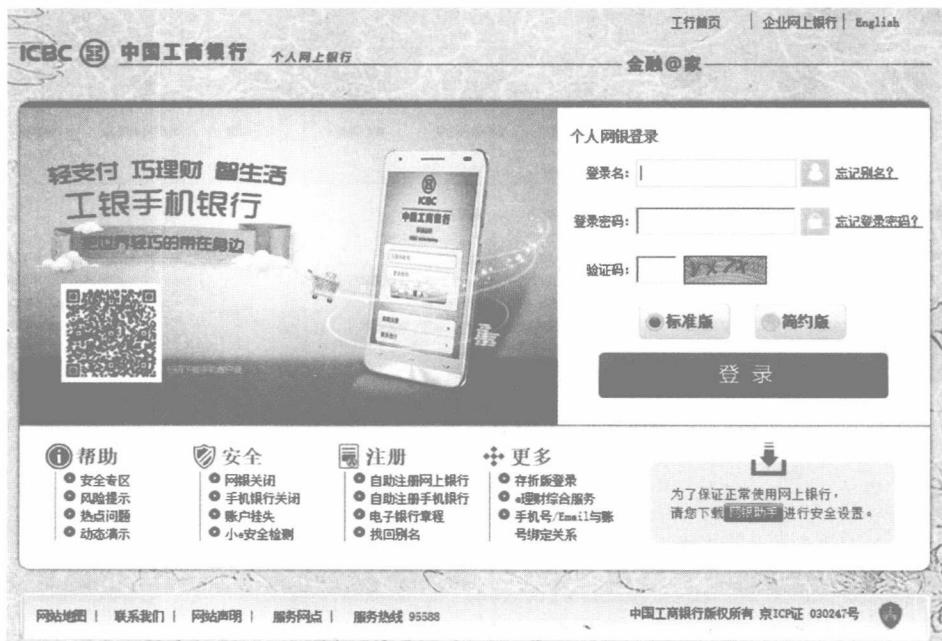 工行首页 | 企业网上银行 | English
ICBC 中国工商银行 个人网上银行
金融@家
轻支付 巧理财 智生活
工银手机银行
把世界轻巧的带在身边
ICBC
中国工商银行
个人网银登录
登录名: 忘记别名?
登录密码: 忘记登录密码?
验证码:
标准版 简约版
登 录
帮助
安全专区
风险提示
热点问题
动态演示
安全
网银关闭
手机银行关闭
账户挂失
小e安全检测
注册
自助注册网上银行
自助注册手机银行
电子银行章程
找回别名
更多
存折版登录
e理财综合服务
手机号/Email与账
号绑定关系
为了保证正常使用网上银行,
请您下载 网银助手 进行安全设置。
网站地图 | 联系我们 | 网站声明 | 服务网点 | 服务热线 95588
中国工商银行版权所有 京ICP证 030247号